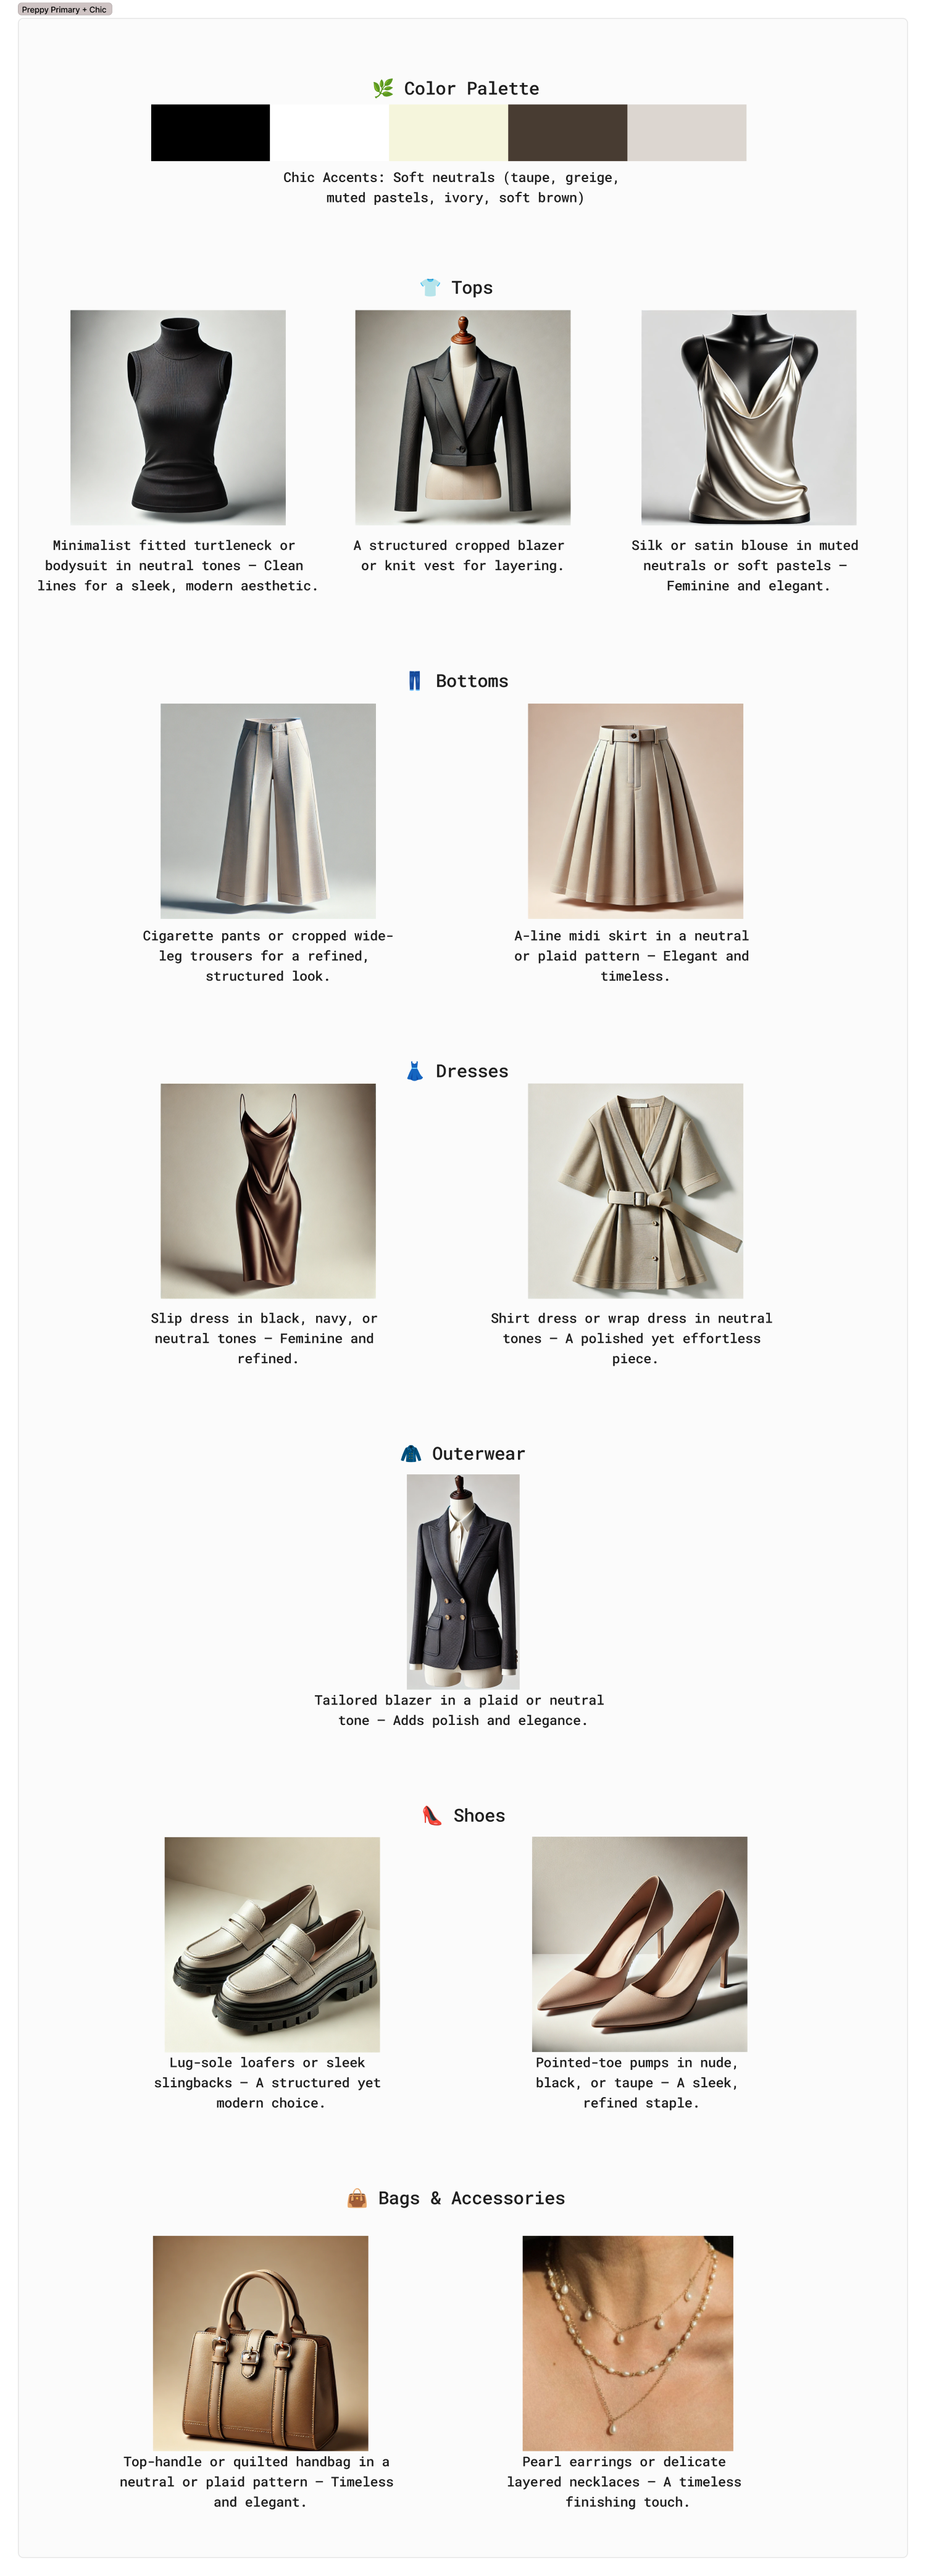 Preppy Primary + Chic
Color Palette
Chic Accents: Soft neutrals (taupe, greige,
muted pastels, ivory, soft brown)
Tops
Minimalist fitted turtleneck or
bodysuit in neutral tones — Clean
lines for a sleek, modern aesthetic.
A structured cropped blazer
or knit vest for layering.
Silk or satin blouse in muted
neutrals or soft pastels —
Feminine and elegant.
Bottoms
Cigarette pants or cropped wide-
leg trousers for a refined,
structured look.
A-line midi skirt in a neutral
or plaid pattern — Elegant and
timeless.
Dresses
Slip dress in black, navy, or
neutral tones — Feminine and
refined.
Shirt dress or wrap dress in neutral
tones — A polished yet effortless
piece.
Outerwear
Tailored blazer in a plaid or neutral
tone — Adds polish and elegance.
Shoes
Lug-sole loafers or sleek
slingbacks — A structured yet
modern choice.
Pointed-toe pumps in nude,
black, or taupe — A sleek,
refined staple.
Bags & Accessories
Top-handle or quilted handbag in a
neutral or plaid pattern — Timeless
and elegant.
Pearl earrings or delicate
layered necklaces — A timeless
finishing touch.